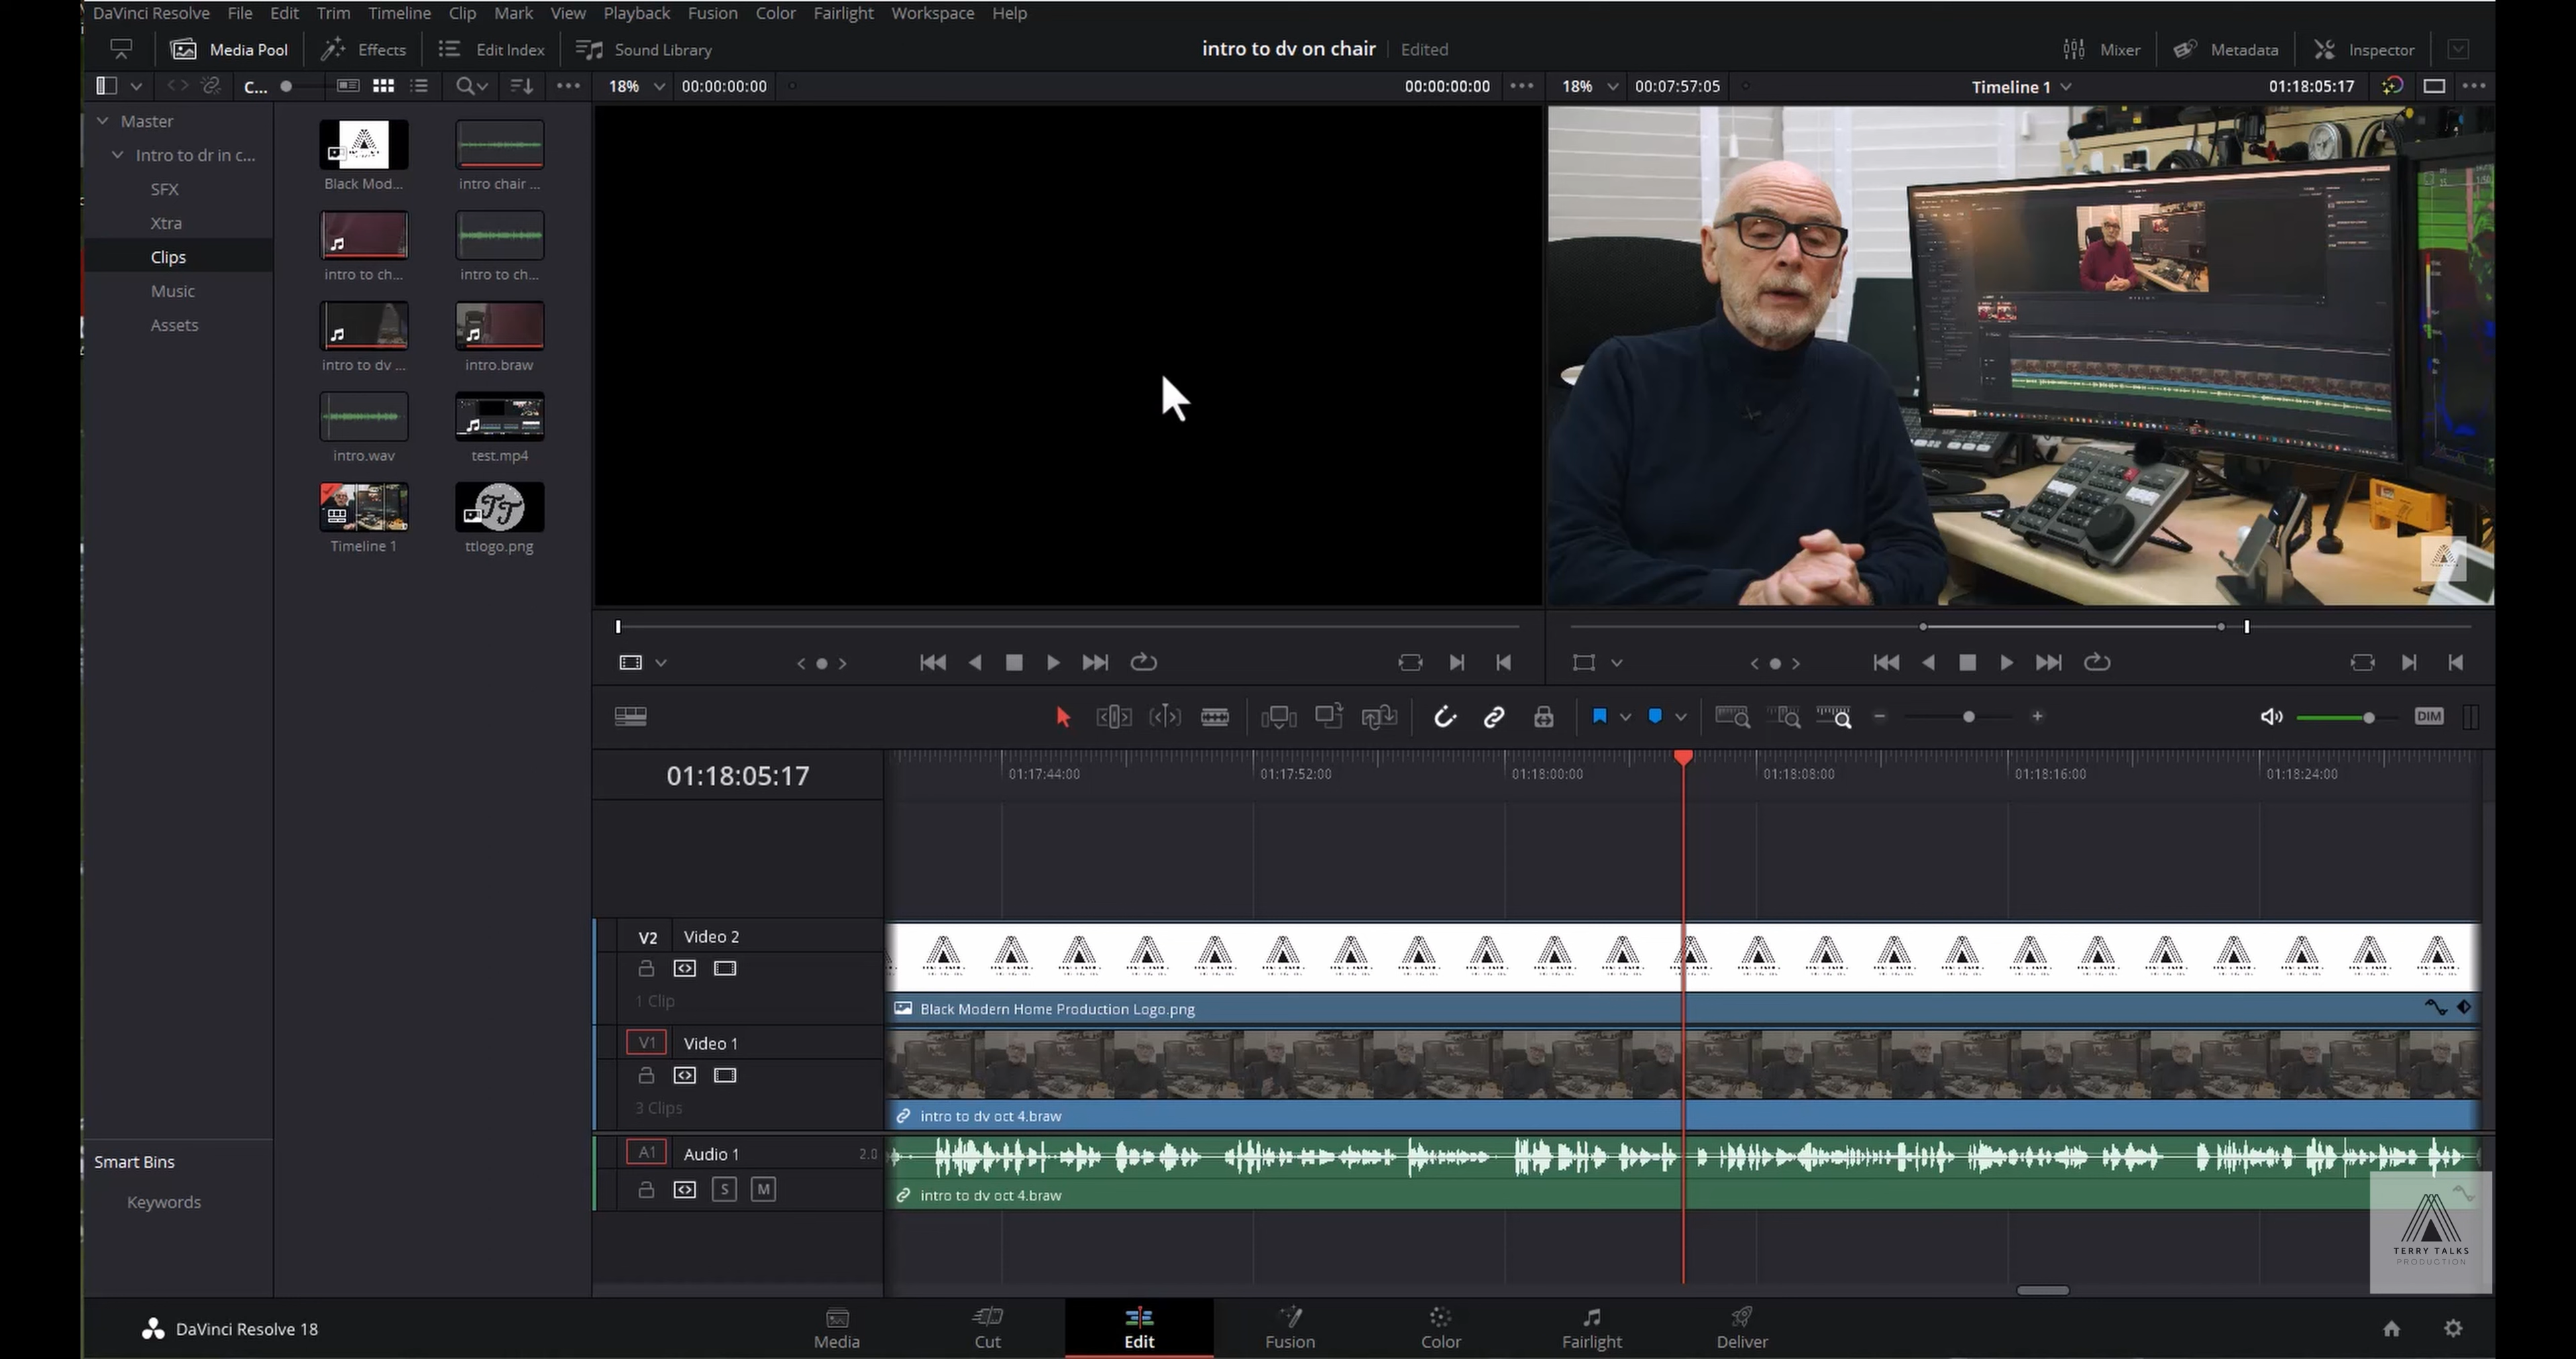 DaVinci Resolve File Edit Trim Timeline Clip Mark View Playback Fusion Color Fairlight Workspace Help
Media Pool Effects Edit Index Sound Library intro to dv on chair Edited Mixer Metadata Inspector
C... 18% 00:00:00:00 00:00:00:00 18% 00:07:57:05 Timeline 1 01:18:05:17
Master
Intro to dr in c...
SFX
Xtra
Clips
Music
Assets
Black Mod... intro chair ...
intro to ch... intro to ch...
intro to dv ... intro.braw
intro.wav test.mp4
Timeline 1 ttlogo.png
TT
DIM
01:18:05:17 01:17:44:00 01:17:52:00 01:18:00:00 01:18:08:00 01:18:16:00 01:18:24:00
V2 Video 2
1 Clip
Black Modern Home Production Logo.png
V1 Video 1
3 Clips
intro to dv oct 4.braw
A1 Audio 1 2.0
S M
intro to dv oct 4.braw
Smart Bins
Keywords
TERRY TALKS
PRODUCTION
DaVinci Resolve 18
Media Cut Edit Fusion Color Fairlight Deliver